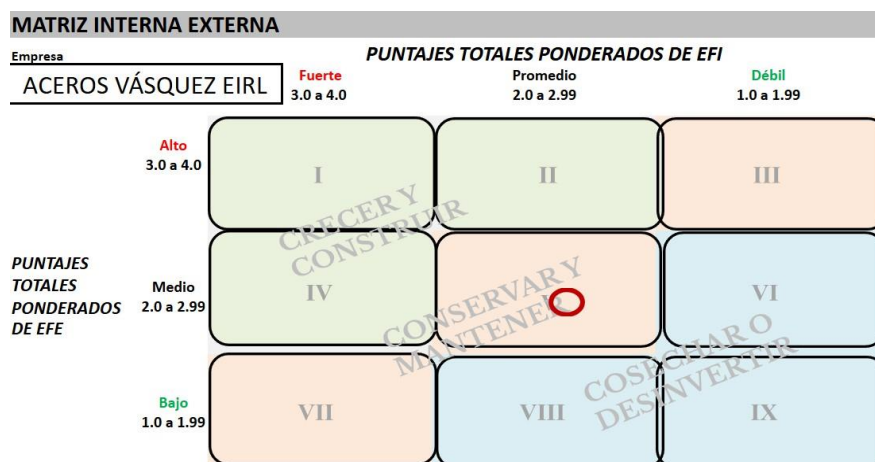 MATRIZ INTERNA EXTERNA
Empresa
PUNTAJES TOTALES PONDERADOS DE EFI
ACEROS VÁSQUEZ EIRL
Fuerte
3.0 a 4.0
Promedio
2.0 a 2.99
Débil
1.0 a 1.99
Alto
3.0 a 4.0
I
II
III
CRECER Y
CONSTRUIR
PUNTAJES
TOTALES
PONDERADOS
DE EFE
Medio
2.0 a 2.99
IV
VI
CONSERVAR Y
MANTENER
COSECHAR O
DESINVERTIR
Bajo
1.0 a 1.99
VII
VIII
IX